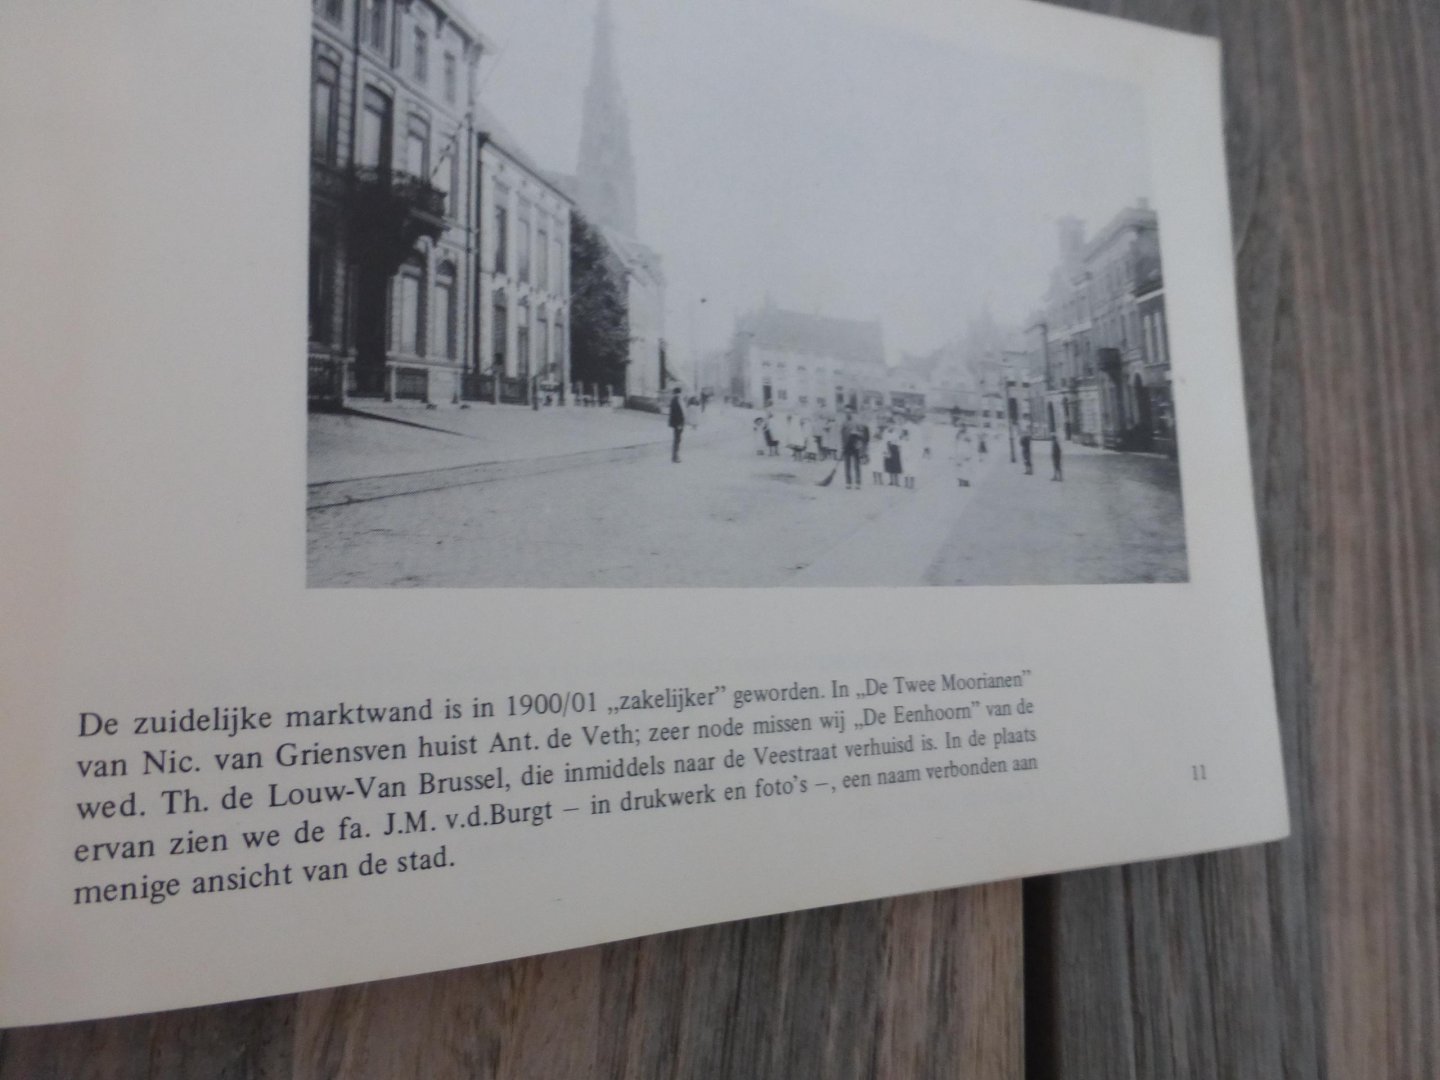 De zuidelijke marktwand is in 1900/01 „zakelijker” geworden. In „De Twee Moorianen”
van Nic. van Griensven huist Ant. de Veth; zeer node missen wij „De Eenhoorn” van de
wed. Th. de Louw-Van Brussel, die inmiddels naar de Veestraat verhuisd is. In de plaats
ervan zien we de fa. J.M. v.d.Burgt – in drukwerk en foto's –, een naam verbonden aan
menige ansicht van de stad.
11